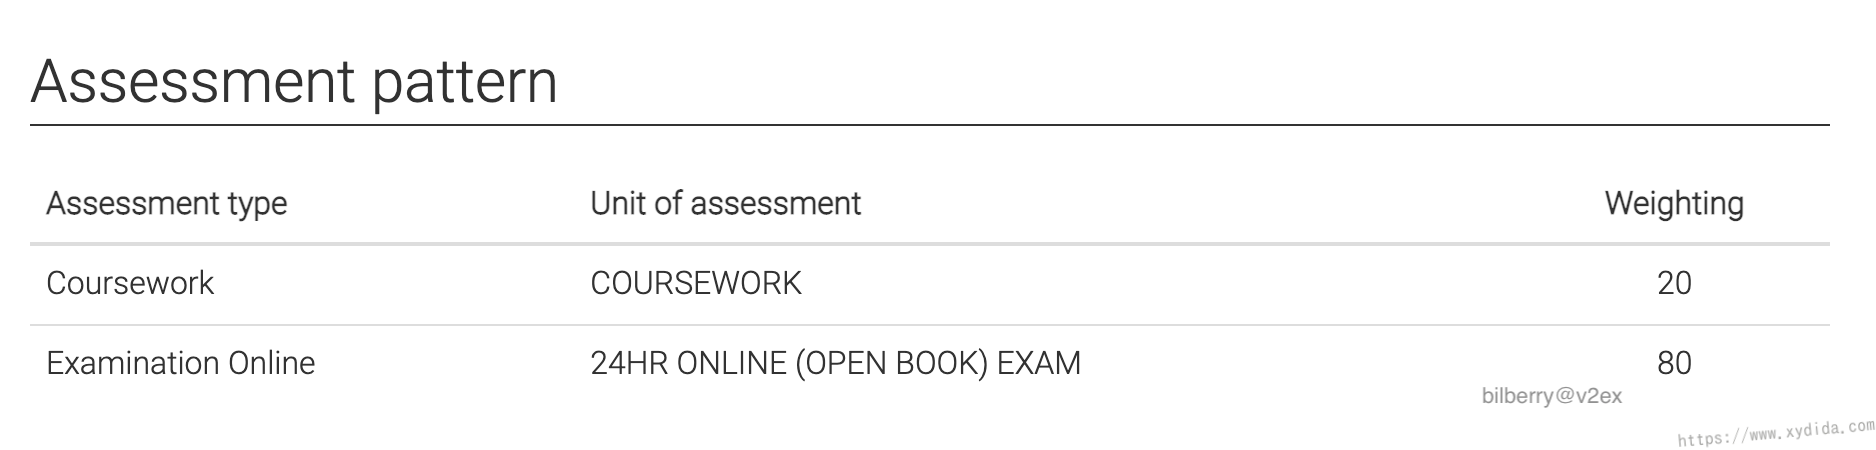 Assessment pattern
Assessment type Unit of assessment Weighting
Coursework COURSEWORK 20
Examination Online 24HR ONLINE (OPEN BOOK) EXAM 80
bilberry@v2ex
https://www.xydida.com